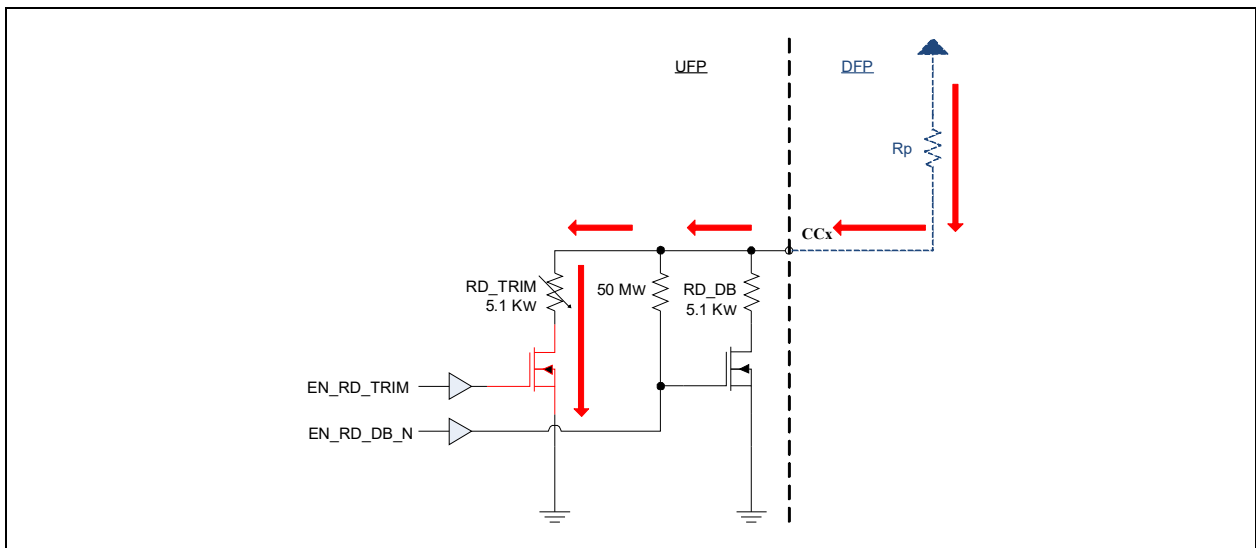 UFP
DFP
Rp
CCx
RD_TRIM
5.1 KW
50 MW
RD_DB
5.1 KW
EN_RD_TRIM
EN_RD_DB_N